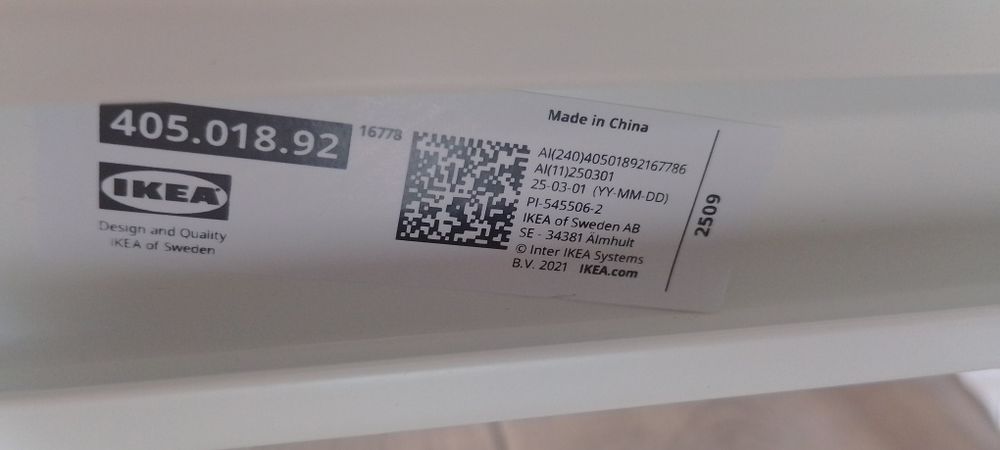 405.018.92
16778
IKEA
Design and Quality
IKEA of Sweden
Made in China
AI(240)40501892167786
AI(11)250301
25-03-01 (YY-MM-DD)
PI-545506-2
IKEA of Sweden AB
SE - 34381 Älmhult
© Inter IKEA Systems
B.V. 2021 IKEA.com
2509